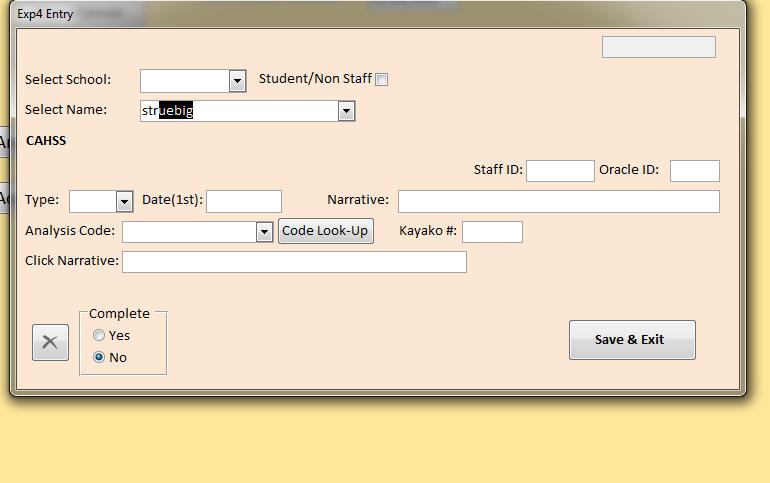 Exp4 Entry
Select School: Student/Non Staff
Select Name: struebig
CAHSS
Staff ID: Oracle ID:
Type: Date(1st): Narrative:
Analysis Code: Code Look-Up Kayako #:
Click Narrative:
Complete
Yes
No
Save & Exit